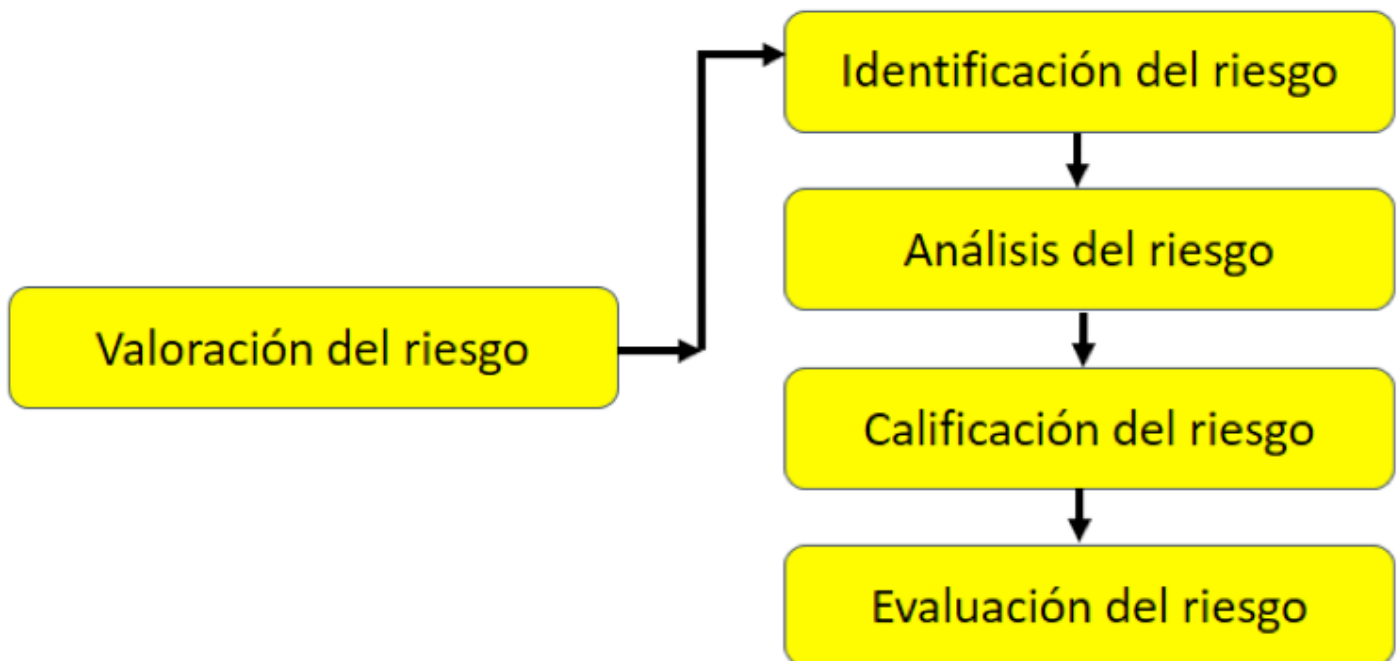 Identificación del riesgo
Análisis del riesgo
Valoración del riesgo
Calificación del riesgo
Evaluación del riesgo